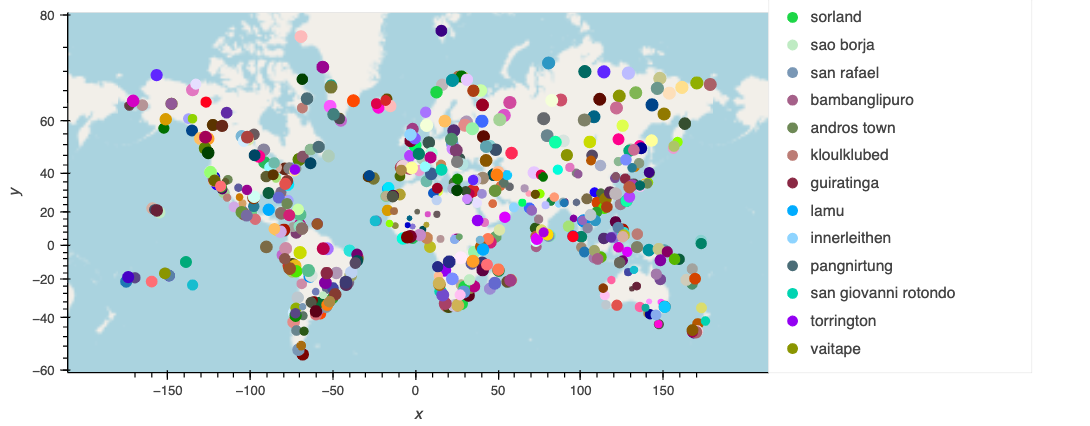 80
60
40
20
0
−20
−40
−60
y
−150
−100
−50
0
50
100
150
x
sorland
sao borja
san rafael
bambanglipuro
andros town
kloulklubed
guiratinga
lamu
innerleithen
pangnirtung
san giovanni rotondo
torrington
vaitape